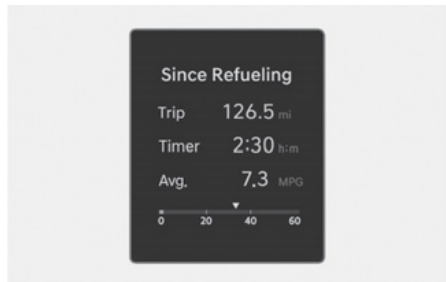 Since Refueling
Trip 126.5 mi
Timer 2:30 h:m
Avg. 7.3 MPG
0 20 40 60